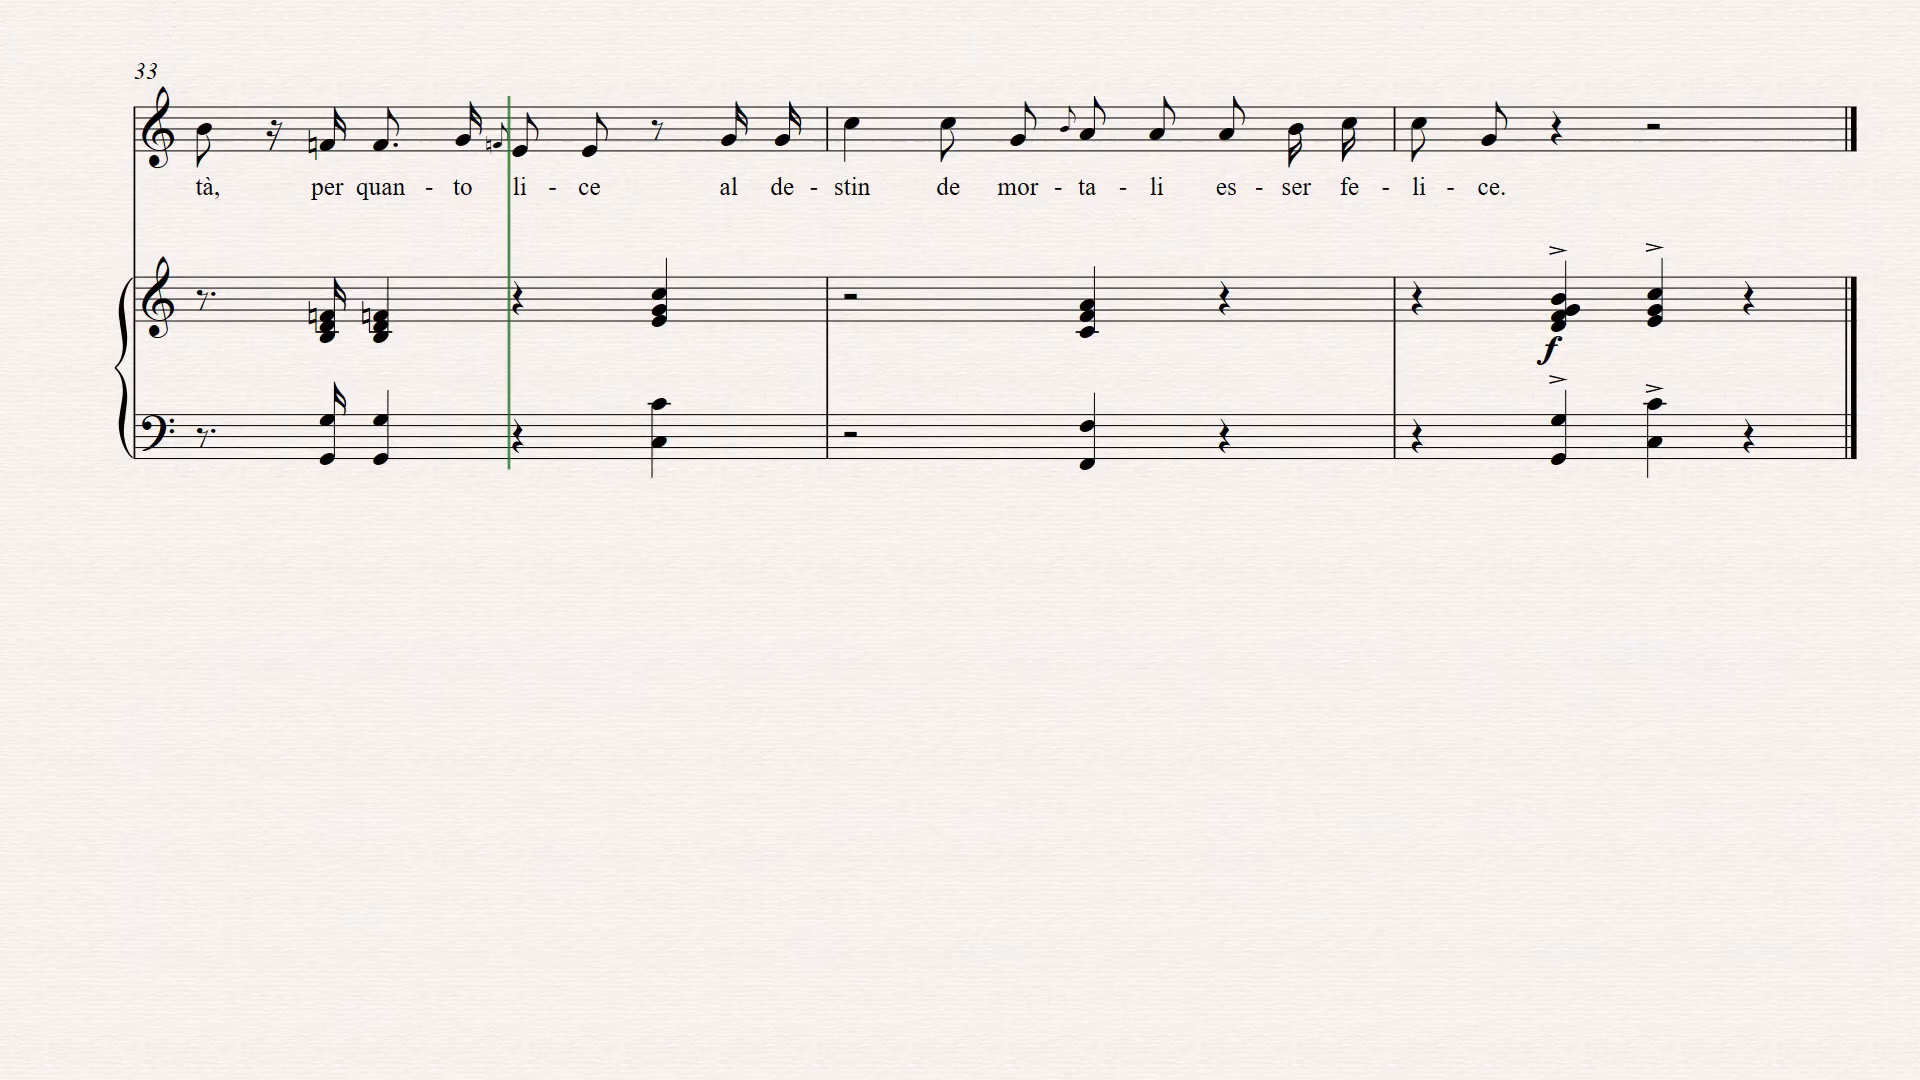 33
tà, per quan - to li - ce al de - stin de mor - ta - li es - ser fe - li - ce.
f